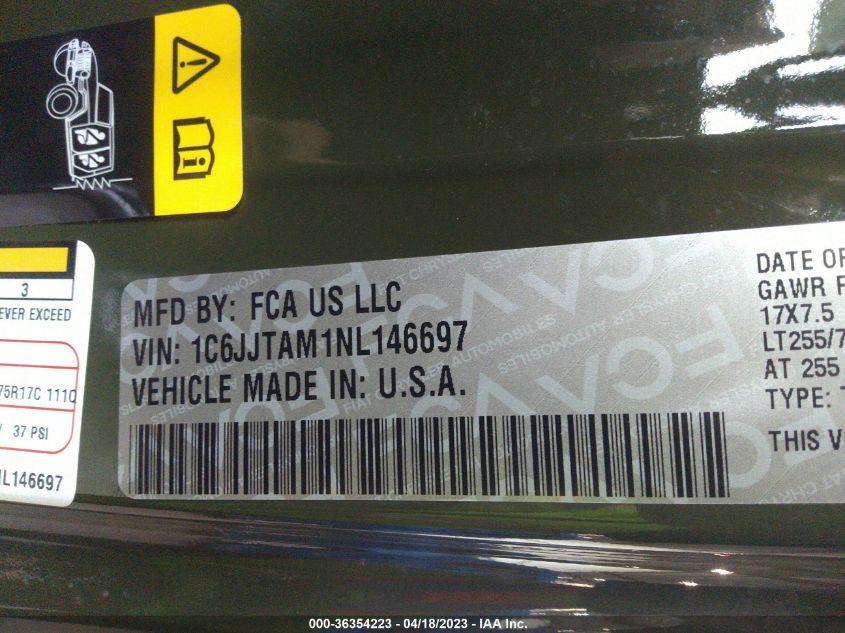 3
EVER EXCEED
75R17C 111Q
37 PSI
NL146697
MFD BY: FCA US LLC
VIN: 1C6JJTAM1NL146697
VEHICLE MADE IN: U.S.A.
DATE OF
GAWR F
17X7.5
LT255/7
AT 255
TYPE: T
THIS V
000-36354223 - 04/18/2023 - IAA Inc.